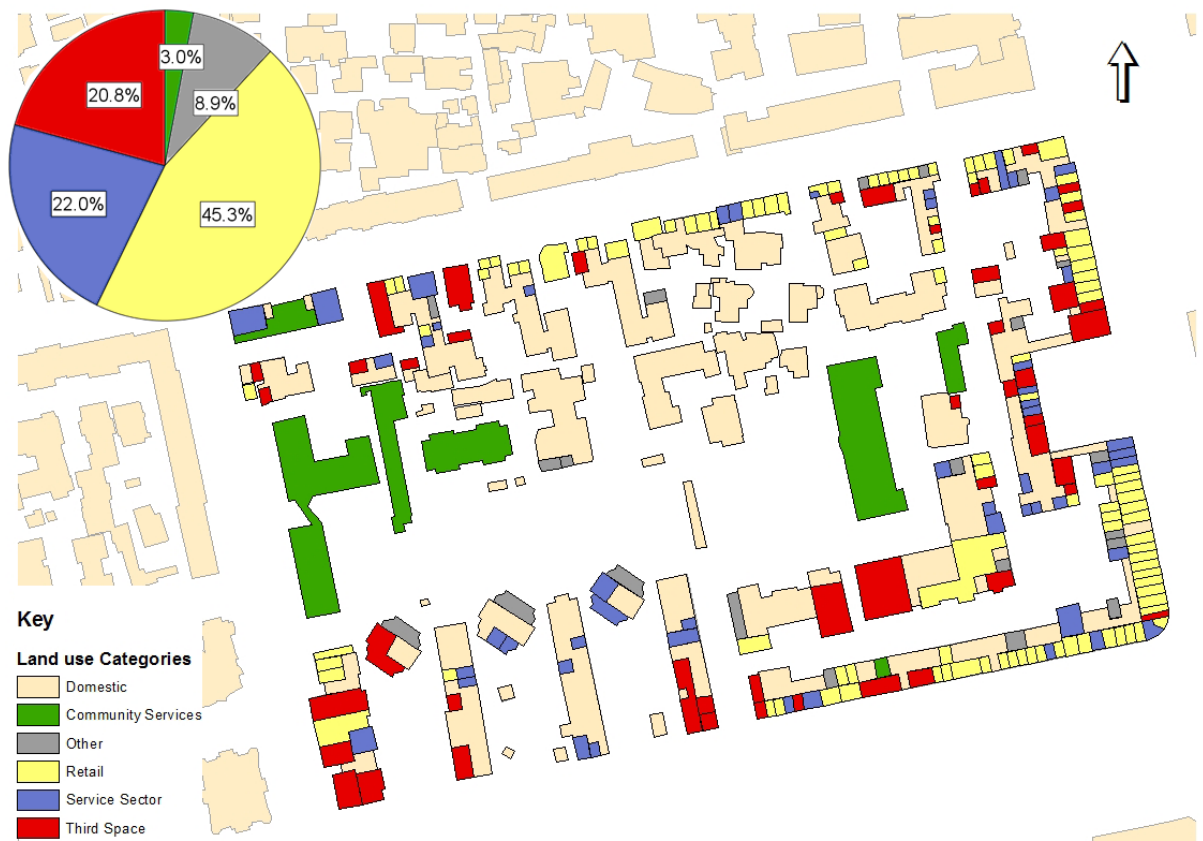 3.0%
8.9%
20.8%
22.0%
45.3%
Key
Land use Categories
Domestic
Community Services
Other
Retail
Service Sector
Third Space